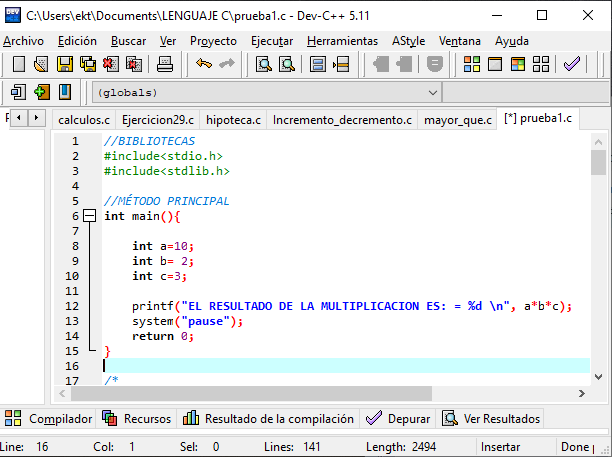 C:\Users\ekt\Documents\LENGUAJE C\prueba1.c - Dev-C++ 5.11
Archivo Edición Buscar Ver Proyecto Ejecutar Herramientas AStyle Ventana Ayuda
(globals)
calculos.c Ejercicion29.c hipoteca.c Incremento_decremento.c mayor_que.c [*] prueba1.c
1 //BIBLIOTECAS
2 #include<stdio.h>
3 #include<stdlib.h>
4
5 //MÉTODO PRINCIPAL
6 int main(){
7
8 int a=10;
9 int b= 2;
10 int c=3;
11
12 printf("EL RESULTADO DE LA MULTIPLICACION ES: = %d \n", a*b*c);
13 system("pause");
14 return 0;
15 }
16
17 /*
Compilador Recursos Resultado de la compilación Depurar Ver Resultados
Line: 16 Col: 1 Sel: 0 Lines: 141 Length: 2494 Insertar Done